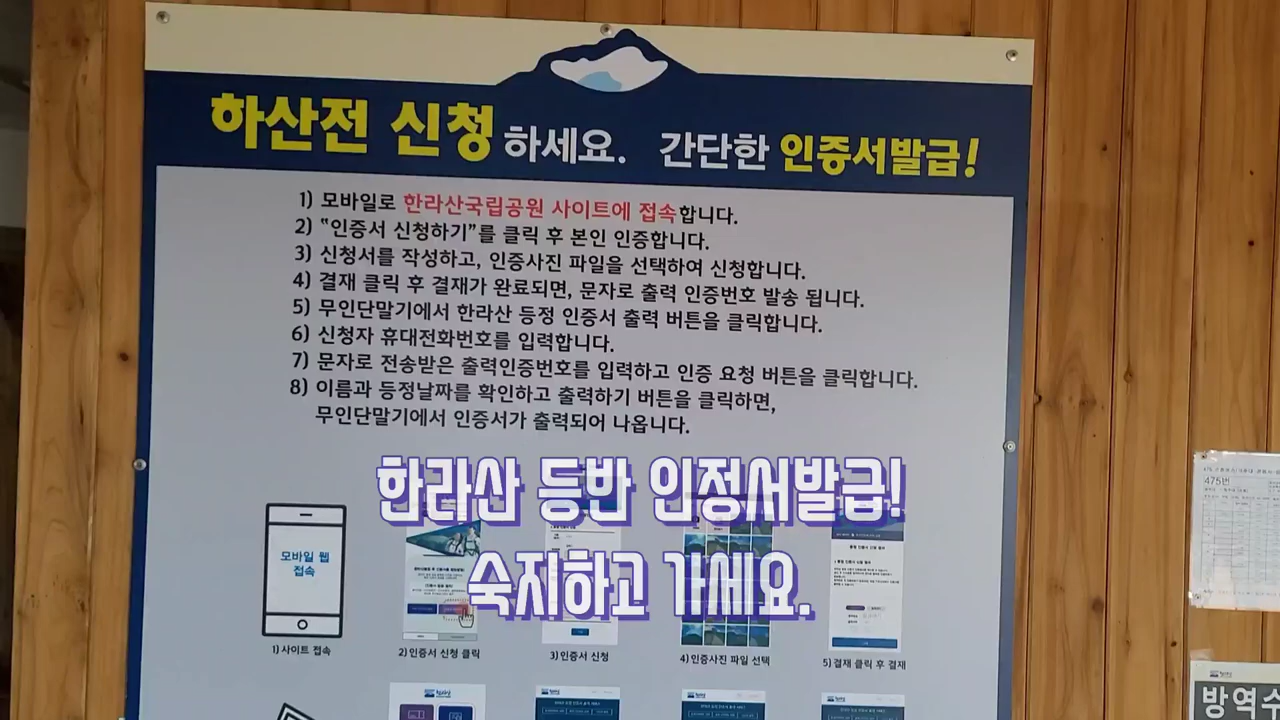 하산전 신청 하세요. 간단한 인증서발급!
1) 모바일로 한라산국립공원 사이트에 접속합니다.
2) “인증서 신청하기”를 클릭 후 본인 인증합니다.
3) 신청서를 작성하고, 인증사진 파일을 선택하여 신청합니다.
4) 결재 클릭 후 결재가 완료되면, 문자로 출력 인증번호 발송 됩니다.
5) 무인단말기에서 한라산 등정 인증서 출력 버튼을 클릭합니다.
6) 신청자 휴대전화번호를 입력합니다.
7) 문자로 전송받은 출력인증번호를 입력하고 인증 요청 버튼을 클릭합니다.
8) 이름과 등정날짜를 확인하고 출력하기 버튼을 클릭하면,
무인단말기에서 인증서가 출력되어 나옵니다.
한라산 등반 인정서발급!
숙지하고 가세요.
모바일 웹
접속
1) 사이트 접속
2) 인증서 신청 클릭
3) 인증서 신청
4) 인증사진 파일 선택
5) 결재 클릭 후 결재
475번
방역수